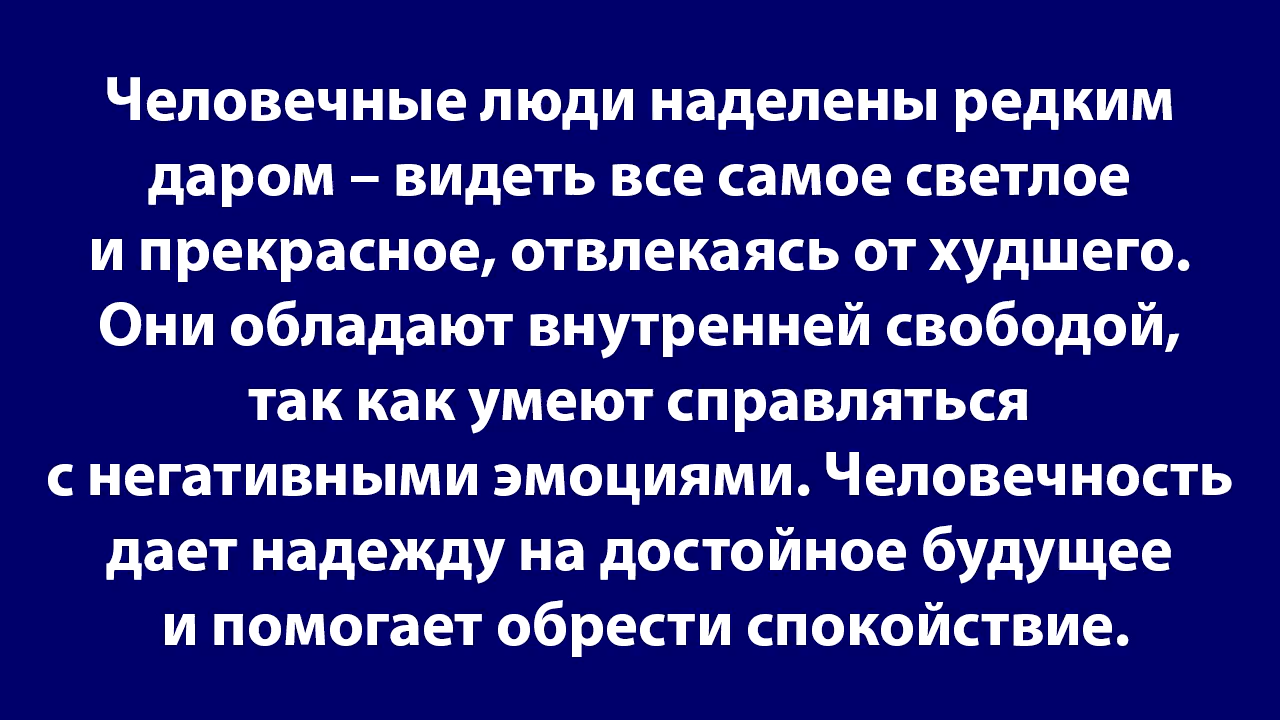 Человечные люди наделены редким
даром – видеть все самое светлое
и прекрасное, отвлекаясь от худшего.
Они обладают внутренней свободой,
так как умеют справляться
с негативными эмоциями. Человечность
дает надежду на достойное будущее
и помогает обрести спокойствие.